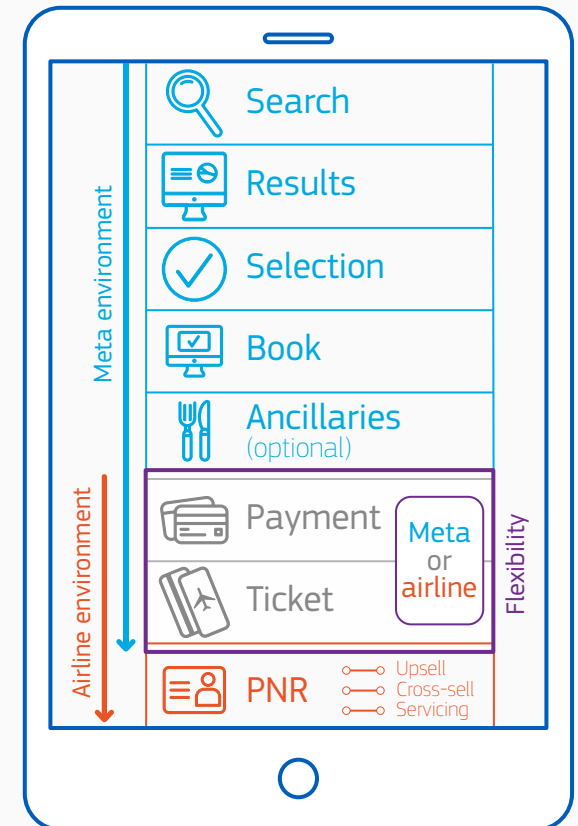 Search
Results
Selection
Book
Ancillaries
(optional)
Payment
Ticket
Meta
or
airline
PNR
Upsell
Cross-sell
Servicing
Meta environment
Airline environment
Flexibility